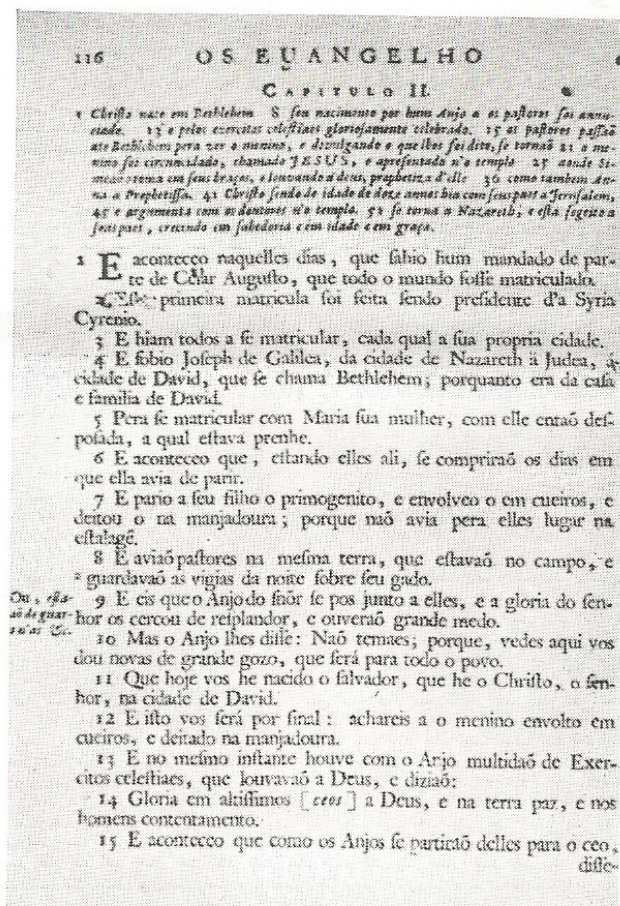 116 OS EUANGELHO
CAPITULO II.
1 Chriſto nace em Bethlehem 8 ſeu nacimento por hum Anjo a os paſtores foi annu-
ciado. 13 e pelos exercitos celeſtiaes glorioſamente celebrado. 15 os paſtores paſſaõ
ate Bethlehem pera ver o menino, e divulgando o que lhes foi dito, ſe tornaõ 21 o me-
nino foi circumcidado, chamado JESUS, e apreſentado n'o templo 25 aonde Si-
meaõ o toma em ſeus braços, e louvando a deus, prophetiza d'elle 36 como tambem An-
na a Prophetiſſa. 41 Chriſto ſendo de idade de doze annos hia com ſeus paes a Jeruſalem,
45 e argumenta com os doutores n'o templo. 51 ſe torna a Nazareth, e eſta ſogeito a
ſeus paes, crecendo em ſabedoria e em idade e em graça.
1 E aconteceo naquelles dias, que ſahio hum mandado de par-
te de Ceſar Auguſto, que todo o mundo foſſe matriculado.
2 Eſta primeira matricula foi feita ſendo preſidente d'a Syria
Cyrenio.
3 E hiam todos a ſe matricular, cada qual a ſua propria cidade.
4 E ſobio Joſeph de Galilea, da cidade de Nazareth à Judea, á
cidade de David, que ſe chama Bethlehem; porquanto era da caſa
e familia de David.
5 Pera ſe matricular com Maria ſua mulher, com elle entaõ deſ-
poſada, a qual eſtava prenhe.
6 E aconteceo que, eſtando elles ali, ſe compriraõ os dias em
que ella avia de parir.
7 E pario a ſeu filho o primogenito, e envolveo o em cueiros, e
deitou o na manjadoura; porque naõ avia pera elles lugar na
eſtalagẽ.
8 E aviaõ paſtores na meſma terra, que eſtavaõ no campo, e
² guardavaõ as vigias da noite ſobre ſeu gado.
Ou, eſta-
aõ de guar-
9 E eis que o Anjo do ſñor ſe pos junto a elles, e a gloria do ſen-
hor os cercou de reſplandor, e ouveraõ grande medo.
10 Mas o Anjo lhes diſſe: Naõ temaes; porque, vedes aqui vos
dou novas de grande gozo, que ſerá para todo o povo.
11 Que hoje vos he nacido o ſalvador, que he o Chriſto, o ſen-
hor, na cidade de David.
12 E iſto vos ſerá por ſinal: achareis a o menino envolto em
cueiros, e deitado na manjadoura.
13 E no meſmo inſtante houve com o Anjo multidaõ de Exer-
citos celeſtiaes, que louvavaõ a Deus, e diziaõ:
14 Gloria em altiſſimos [ceos] a Deus, e na terra paz, e nos
homens contentamento.
15 E aconteceo que como os Anjos ſe partiraõ delles para o ceo,
diſſe-